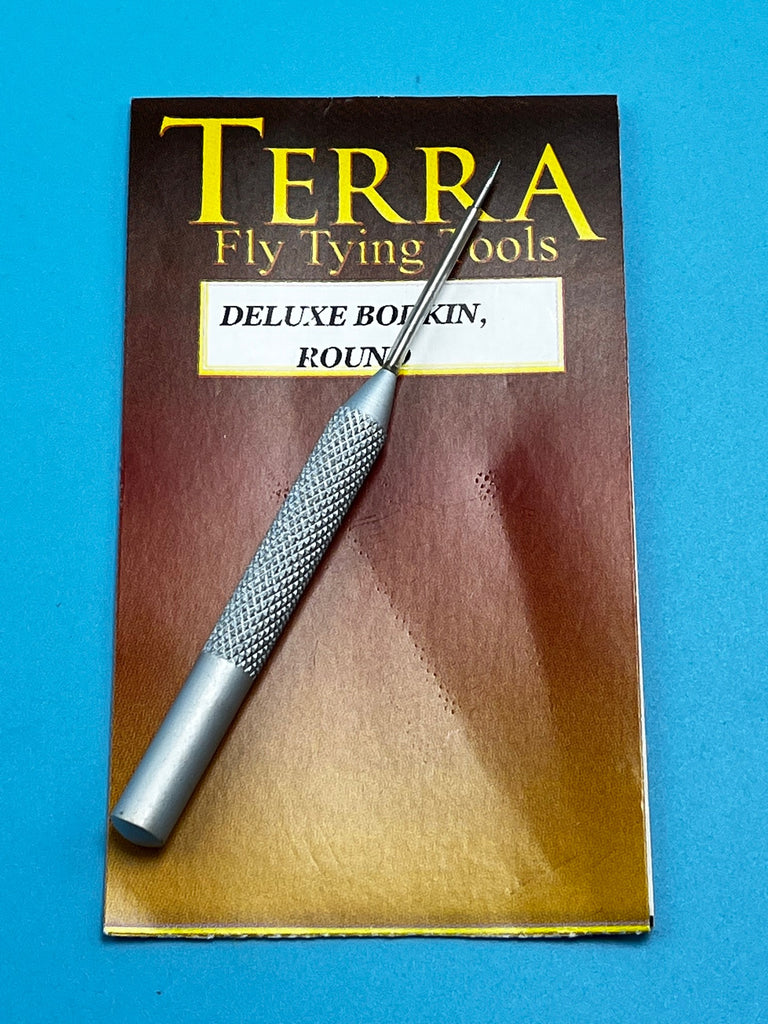 TERRA
Fly Tying Tools
DELUXE BODKIN,
ROUND